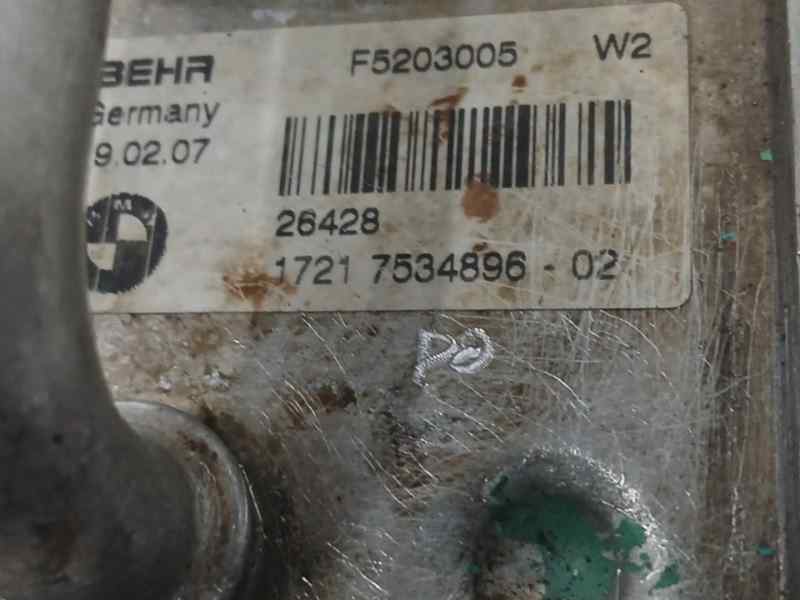 BEHR F5203005 W2
Germany
9.02.07
26428
1721 7534896 - 02